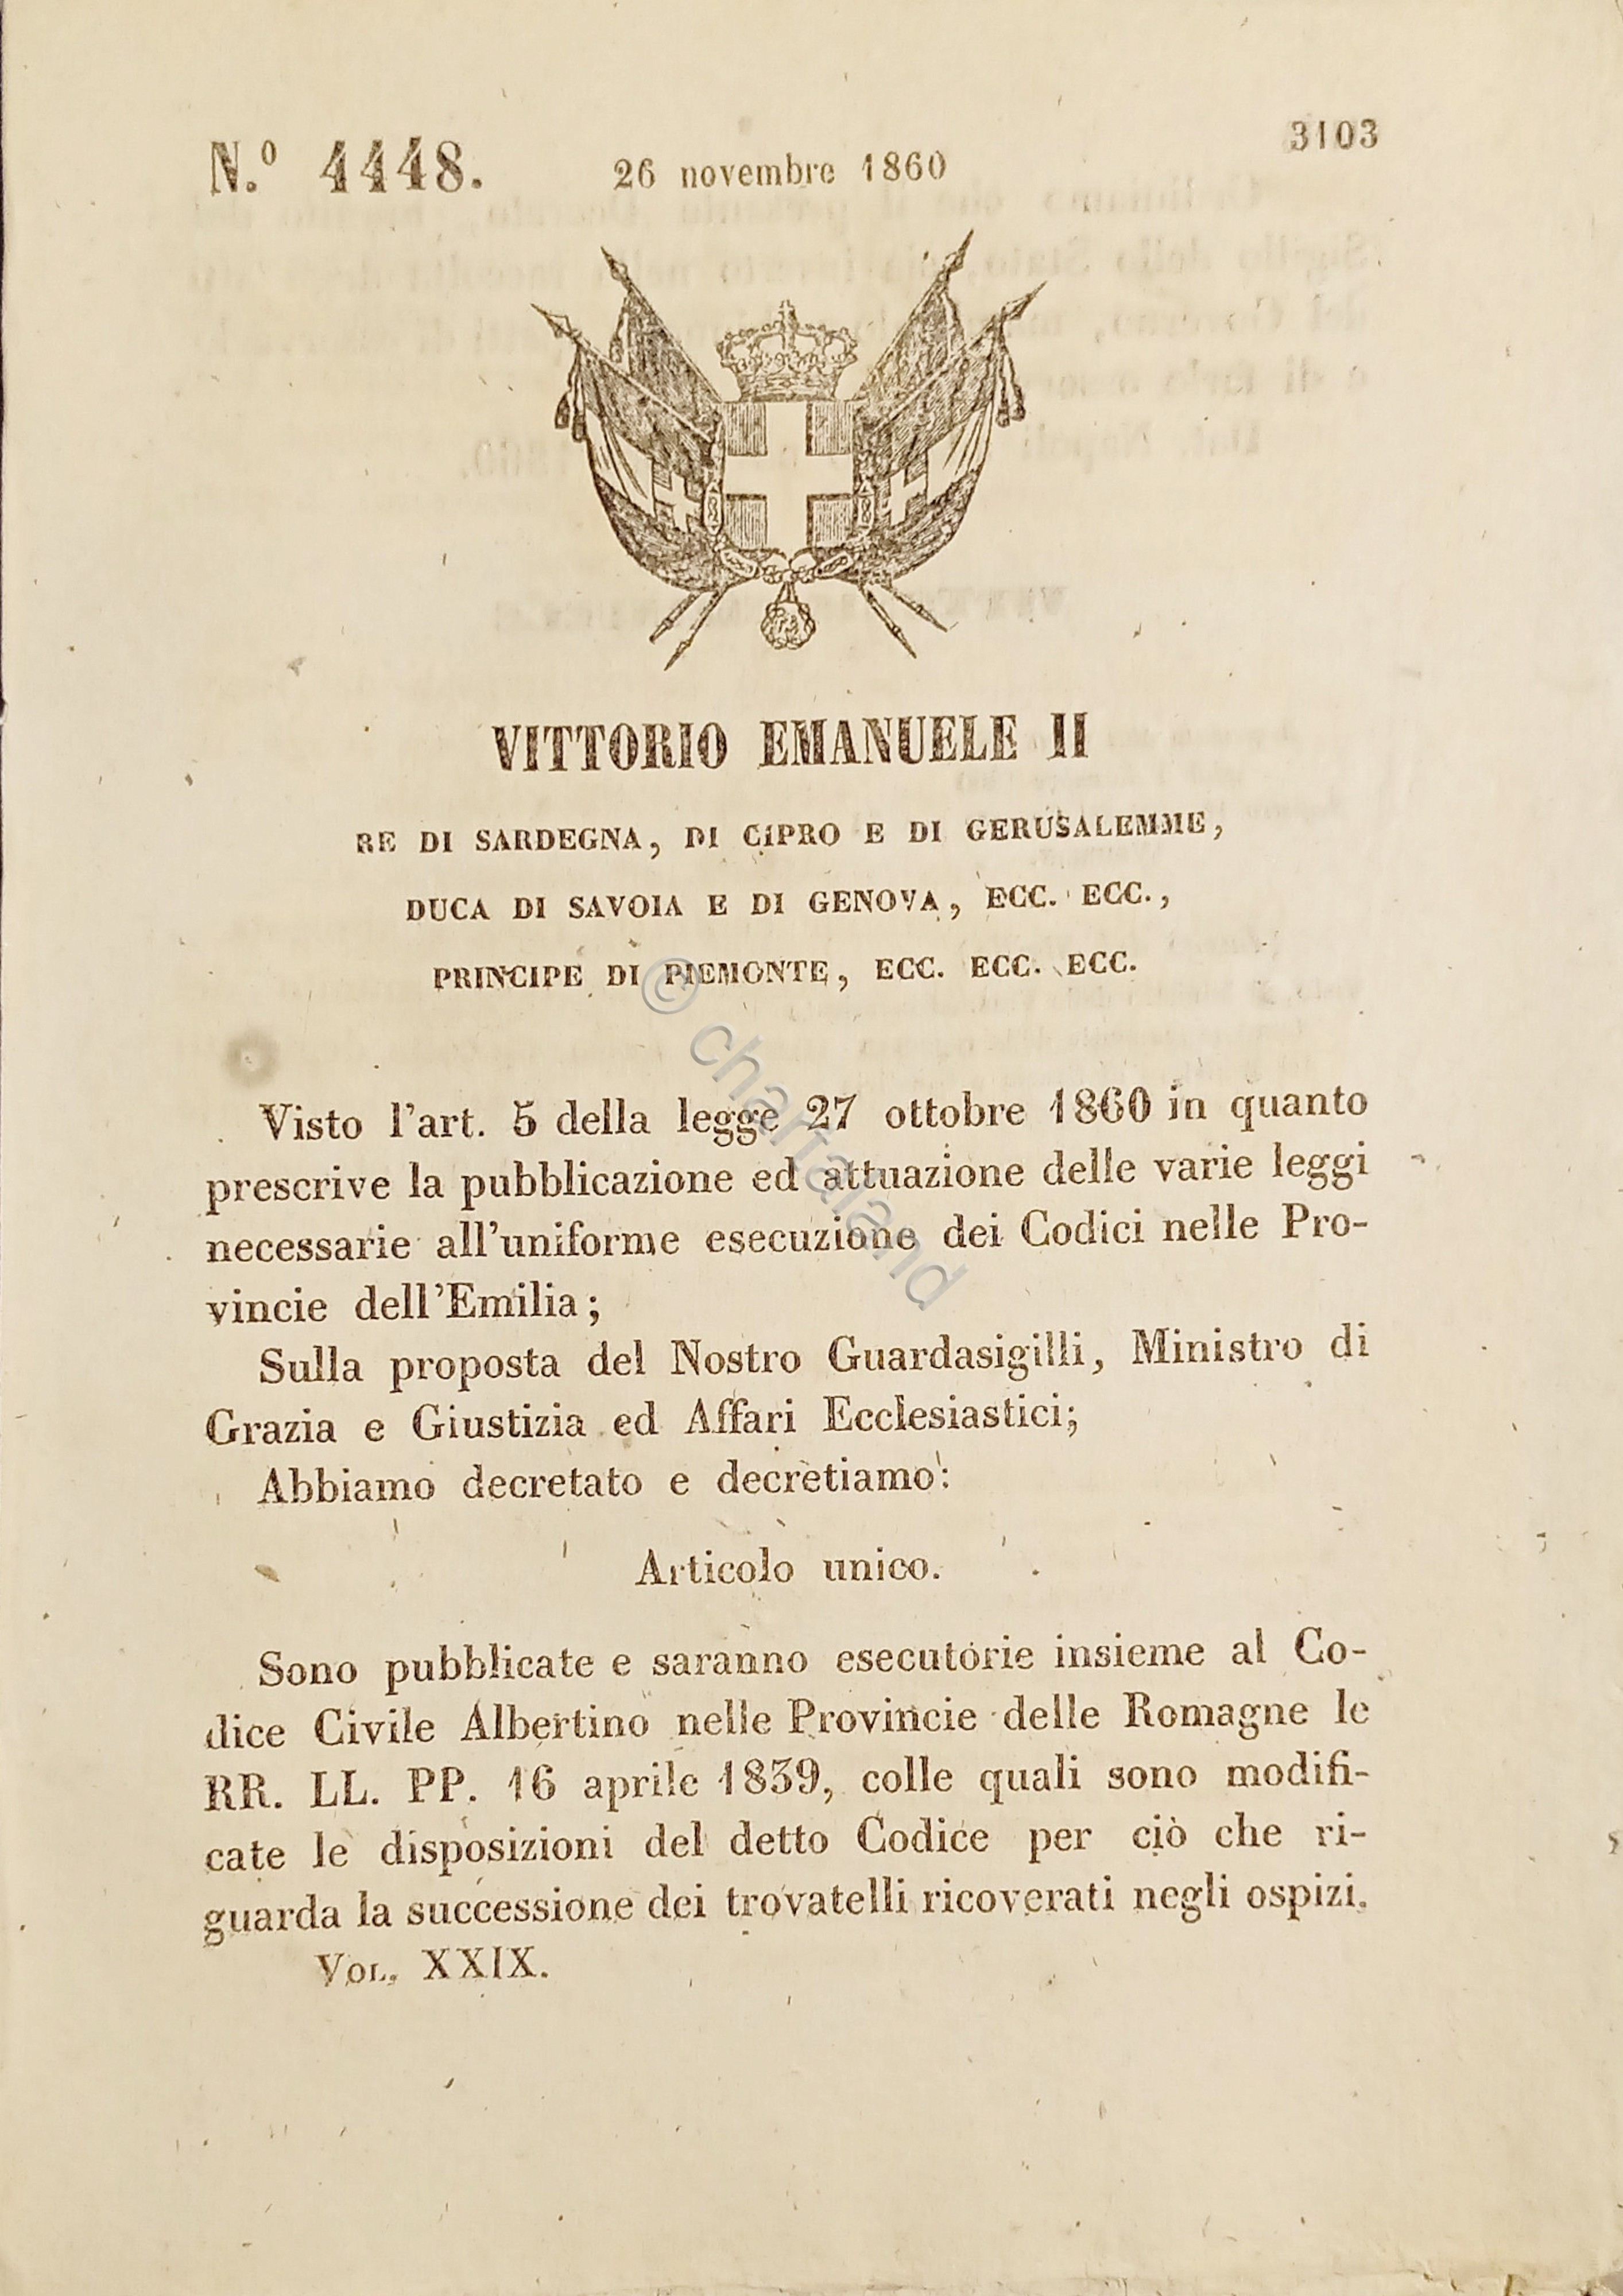 N.º 4448.
26 novembre 1860
3103
VITTORIO EMANUELE II
RE DI SARDEGNA, DI CIPRO E DI GERUSALEMME,
DUCA DI SAVOIA E DI GENOVA, ECC. ECC.,
PRINCIPE DI PIEMONTE, ECC. ECC. ECC.
© chartaland
Visto l'art. 5 della legge 27 ottobre 1860 in quanto
prescrive la pubblicazione ed attuazione delle varie leggi
necessarie all'uniforme esecuzione dei Codici nelle Pro-
vincie dell'Emilia;
Sulla proposta del Nostro Guardasigilli, Ministro di
Grazia e Giustizia ed Affari Ecclesiastici;
Abbiamo decretato e decretiamo:
Articolo unico.
Sono pubblicate e saranno esecutorie insieme al Co-
dice Civile Albertino nelle Provincie delle Romagne le
RR. LL. PP. 16 aprile 1839, colle quali sono modifi-
cate le disposizioni del detto Codice per ciò che ri-
guarda la successione dei trovatelli ricoverati negli ospizi.
VOL. XXIX.